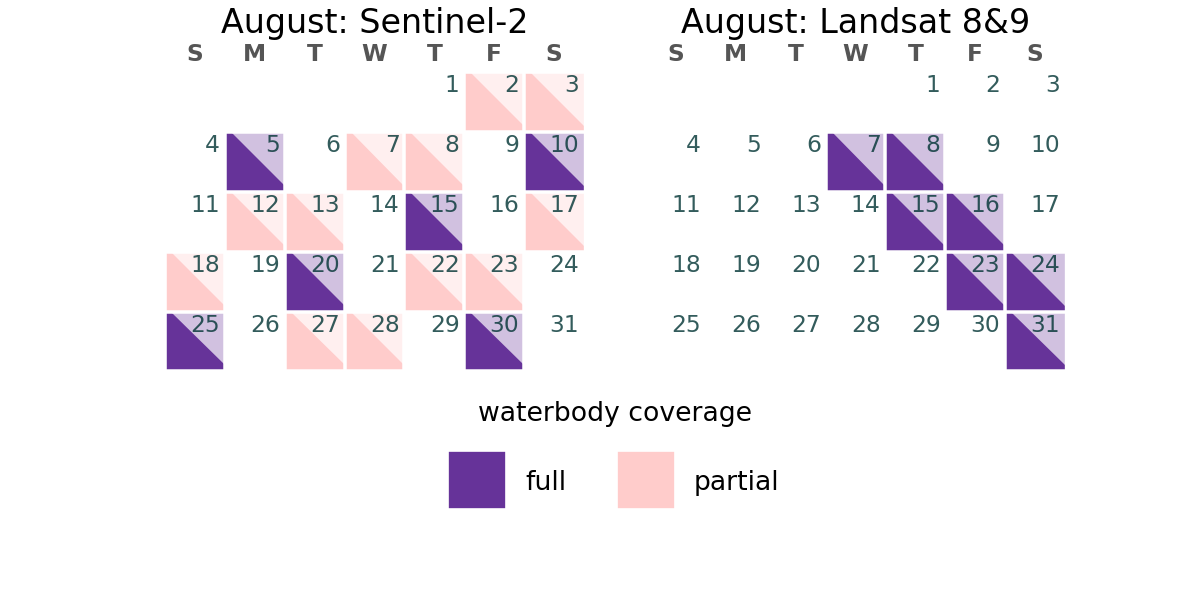 August: Sentinel-2
S M T W T F S
1 2 3
4 5 6 7 8 9 10
11 12 13 14 15 16 17
18 19 20 21 22 23 24
25 26 27 28 29 30 31
August: Landsat 8&9
S M T W T F S
1 2 3
4 5 6 7 8 9 10
11 12 13 14 15 16 17
18 19 20 21 22 23 24
25 26 27 28 29 30 31
waterbody coverage
full partial